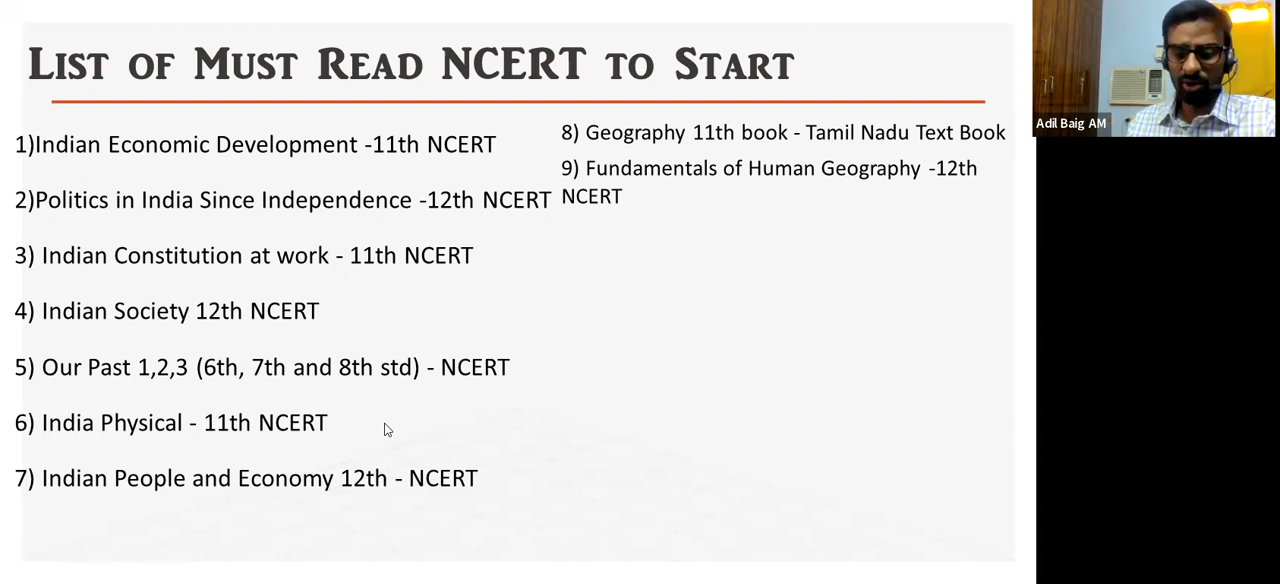 List of Must Read NCERT to Start
1)Indian Economic Development -11th NCERT
2)Politics in India Since Independence -12th NCERT
3) Indian Constitution at work - 11th NCERT
4) Indian Society 12th NCERT
5) Our Past 1,2,3 (6th, 7th and 8th std) - NCERT
6) India Physical - 11th NCERT
7) Indian People and Economy 12th - NCERT
8) Geography 11th book - Tamil Nadu Text Book
9) Fundamentals of Human Geography -12th
NCERT
Adil Baig AM